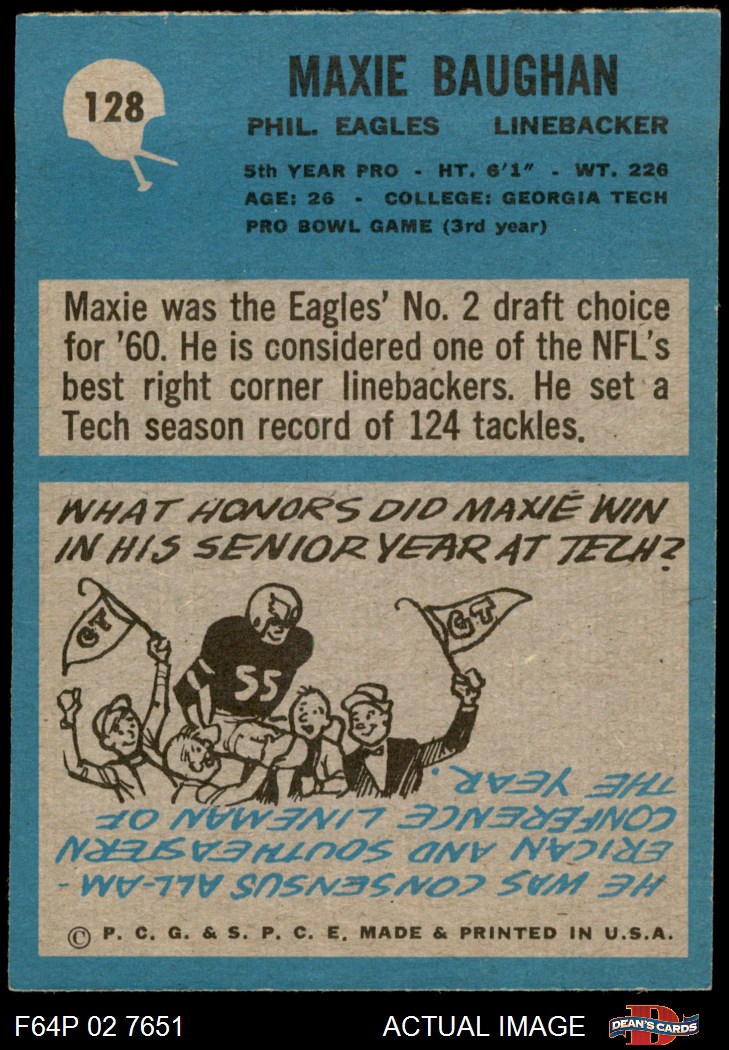 128
MAXIE BAUGHAN
PHIL. EAGLES LINEBACKER
5th YEAR PRO - HT. 6'1" - WT. 226
AGE: 26 - COLLEGE: GEORGIA TECH
PRO BOWL GAME (3rd year)
Maxie was the Eagles' No. 2 draft choice
for '60. He is considered one of the NFL's
best right corner linebackers. He set a
Tech season record of 124 tackles.
WHAT HONORS DID MAXIE WIN
IN HIS SENIOR YEAR AT TECH?
GT
GT
55
HE WAS CONSENSUS ALL-AM-
ERICAN AND SOUTHEASTERN
CONFERENCE LINEMAN OF
THE YEAR.
© P. C. G. & S. P. C. E. MADE & PRINTED IN U.S.A.
F64P 02 7651 ACTUAL IMAGE
D
DEAN'S CARDS